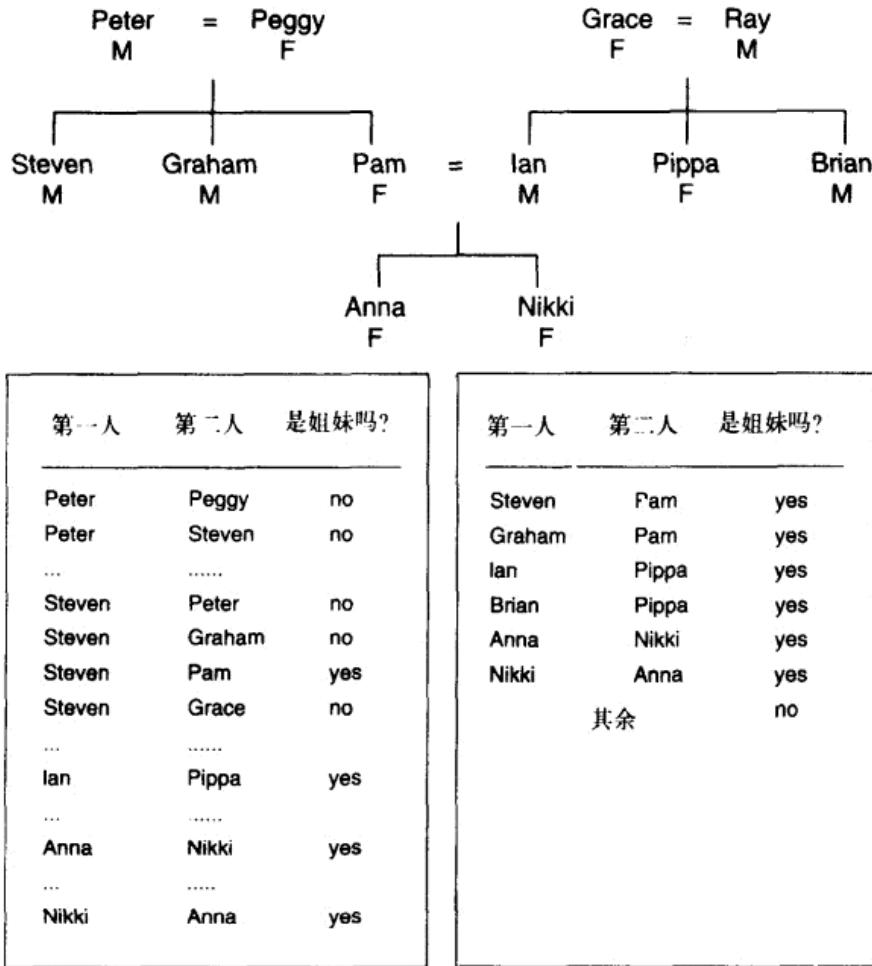 Peter = Peggy Grace = Ray
M F F M
Steven Graham Pam = Ian Pippa Brian
M M F M F M
Anna Nikki
F F
第一人 第二人 是姐妹吗?
Peter Peggy no
Peter Steven no
... ......
Steven Peter no
Steven Graham no
Steven Pam yes
Steven Grace no
... ......
Ian Pippa yes
... ......
Anna Nikki yes
... .....
Nikki Anna yes
第一人 第二人 是姐妹吗?
Steven Pam yes
Graham Pam yes
Ian Pippa yes
Brian Pippa yes
Anna Nikki yes
Nikki Anna yes
其余 no